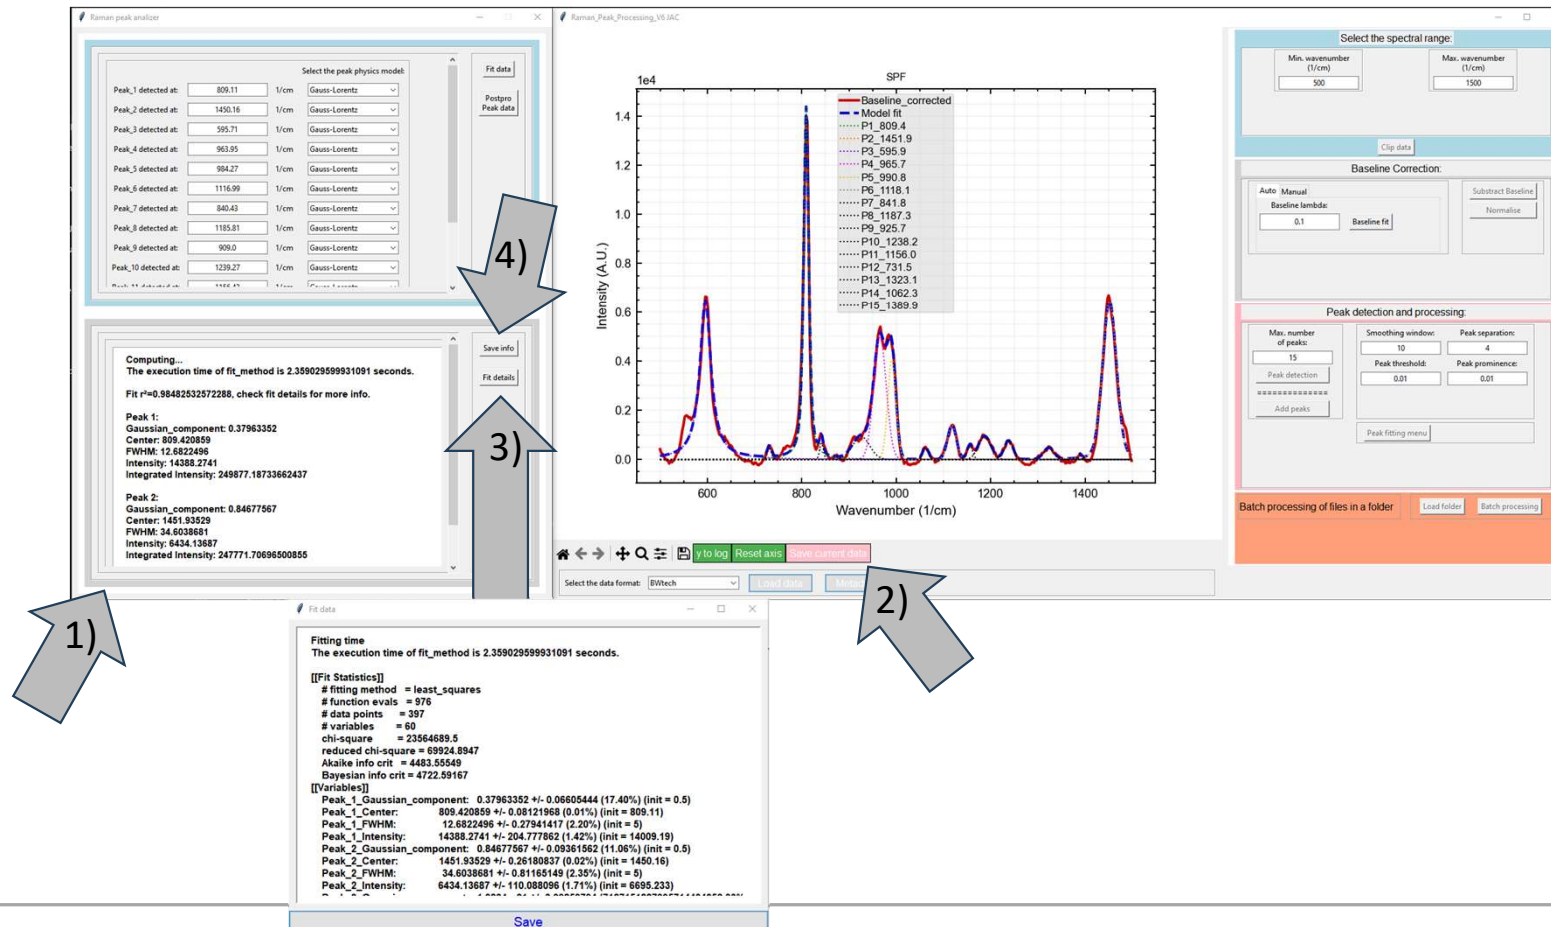 Raman peak analizer
Select the peak physics model:
Peak_1 detected at: 809.11 1/cm Gauss-Lorentz
Peak_2 detected at: 1450.16 1/cm Gauss-Lorentz
Peak_3 detected at: 595.71 1/cm Gauss-Lorentz
Peak_4 detected at: 963.95 1/cm Gauss-Lorentz
Peak_5 detected at: 984.27 1/cm Gauss-Lorentz
Peak_6 detected at: 1116.99 1/cm Gauss-Lorentz
Peak_7 detected at: 840.43 1/cm Gauss-Lorentz
Peak_8 detected at: 1185.81 1/cm Gauss-Lorentz
Peak_9 detected at: 909.0 1/cm Gauss-Lorentz
Peak_10 detected at: 1239.27 1/cm Gauss-Lorentz
Fit data
Postpro
Peak data
4)
Computing...
The execution time of fit_method is 2.359029599931091 seconds.
Fit r²=0.98482532572288, check fit details for more info.
Peak 1:
Gaussian_component: 0.37963352
Center: 809.420859
FWHM: 12.6822496
Intensity: 14388.2741
Integrated Intensity: 249877.18733662437
Peak 2:
Gaussian_component: 0.84677567
Center: 1451.93529
FWHM: 34.6038681
Intensity: 6434.13687
Integrated Intensity: 247771.70696500855
Save info
Fit details
3)
1)
Raman_Peak_Processing_V6.IAC
SPF
1e4
Baseline_corrected
Model fit
P1_809.4
P2_1451.9
P3_595.9
P4_965.7
P5_990.8
P6_1118.1
P7_841.8
P8_1187.3
P9_925.7
P10_1238.2
P11_1156.0
P12_731.5
P13_1323.1
P14_1062.3
P15_1389.9
Intensity (A.U.)
1.4
1.2
1.0
0.8
0.6
0.4
0.2
0.0
600 800 1000 1200 1400
Wavenumber (1/cm)
y to log Reset axis Save current data
Select the data format: BWtech Load data
2)
Select the spectral range:
Min. wavenumber
(1/cm)
500
Max. wavenumber
(1/cm)
1500
Clip data
Baseline Correction:
Auto Manual
Baseline lambda:
0.1
Baseline fit
Substract Baseline
Normalise
Peak detection and processing:
Max. number
of peaks:
15
Peak detection
==============
Add peaks
Smoothing window: Peak separation:
10 4
Peak threshold: Peak prominence:
0.01 0.01
Peak fitting menu
Batch processing of files in a folder Load folder Batch processing
Fit data
Fitting time
The execution time of fit_method is 2.359029599931091 seconds.
[[Fit Statistics]]
# fitting method = least_squares
# function evals = 976
# data points = 397
# variables = 60
chi-square = 23564689.5
reduced chi-square = 69924.8947
Akaike info crit = 4483.55549
Bayesian info crit = 4722.59167
[[Variables]]
Peak_1_Gaussian_component: 0.37963352 +/- 0.06605444 (17.40%) (init = 0.5)
Peak_1_Center: 809.420859 +/- 0.08121968 (0.01%) (init = 809.11)
Peak_1_FWHM: 12.6822496 +/- 0.27941417 (2.20%) (init = 5)
Peak_1_Intensity: 14388.2741 +/- 204.777862 (1.42%) (init = 14009.19)
Peak_2_Gaussian_component: 0.84677567 +/- 0.09361562 (11.06%) (init = 0.5)
Peak_2_Center: 1451.93529 +/- 0.26180837 (0.02%) (init = 1450.16)
Peak_2_FWHM: 34.6038681 +/- 0.81165149 (2.35%) (init = 5)
Peak_2_Intensity: 6434.13687 +/- 110.088096 (1.71%) (init = 6695.233)
Save